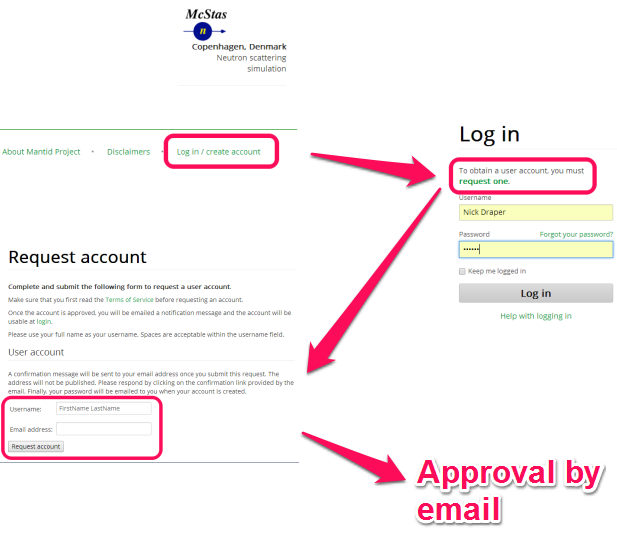 McStas
n
Copenhagen, Denmark
Neutron scattering
simulation
About Mantid Project • Disclaimers • Log in / create account
Log in
To obtain a user account, you must
request one.
Username
Nick Draper
Password Forgot your password?
••••••
Keep me logged in
Log in
Help with logging in
Request account
Complete and submit the following form to request a user account.
Make sure that you first read the Terms of Service before requesting an account.
Once the account is approved, you will be emailed a notification message and the account will be
usable at login.
Please use your full name as your username. Spaces are acceptable within the username field.
User account
A confirmation message will be sent to your email address once you submit this request. The
address will not be published. Please respond by clicking on the confirmation link provided by the
email. Finally, your password will be emailed to you when your account is created.
Username: FirstName LastName
Email address:
Request account
Approval by
email